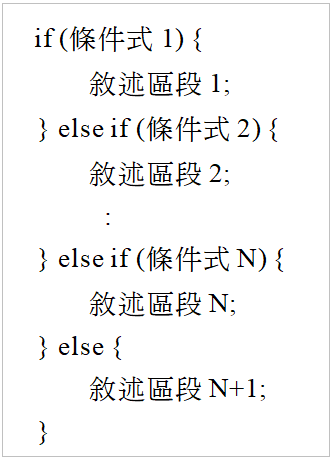 if (條件式 1) {
敘述區段 1;
} else if (條件式 2) {
敘述區段 2;
:
} else if (條件式 N) {
敘述區段 N;
} else {
敘述區段 N+1;
}